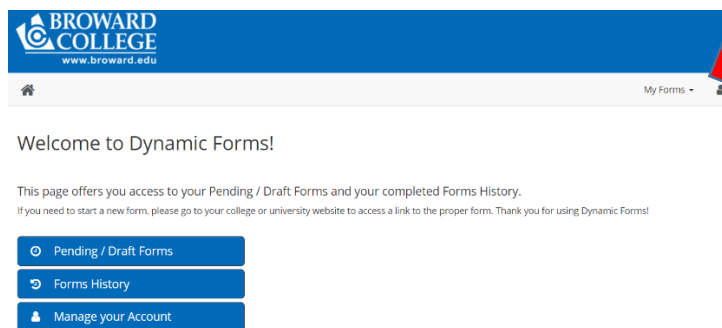 BROWARD
COLLEGE
www.broward.edu
My Forms
Welcome to Dynamic Forms!
This page offers you access to your Pending / Draft Forms and your completed Forms History.
If you need to start a new form, please go to your college or university website to access a link to the proper form. Thank you for using Dynamic Forms!
Pending / Draft Forms
Forms History
Manage your Account